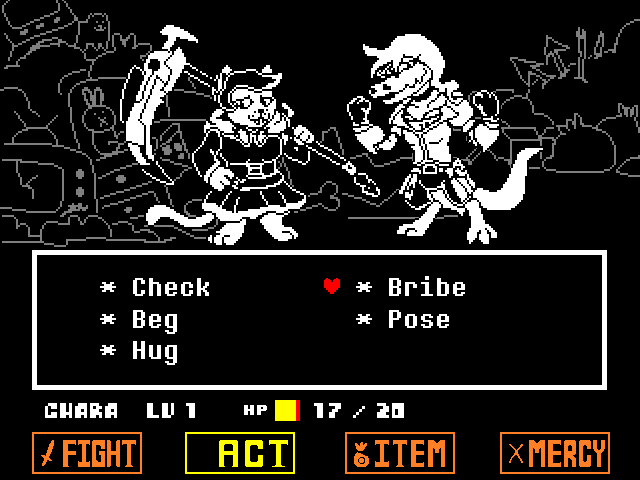 * Check
* Bribe
* Beg
* Pose
* Hug
CHARA LV 1 HP 17 / 20
FIGHT ACT ITEM MERCY